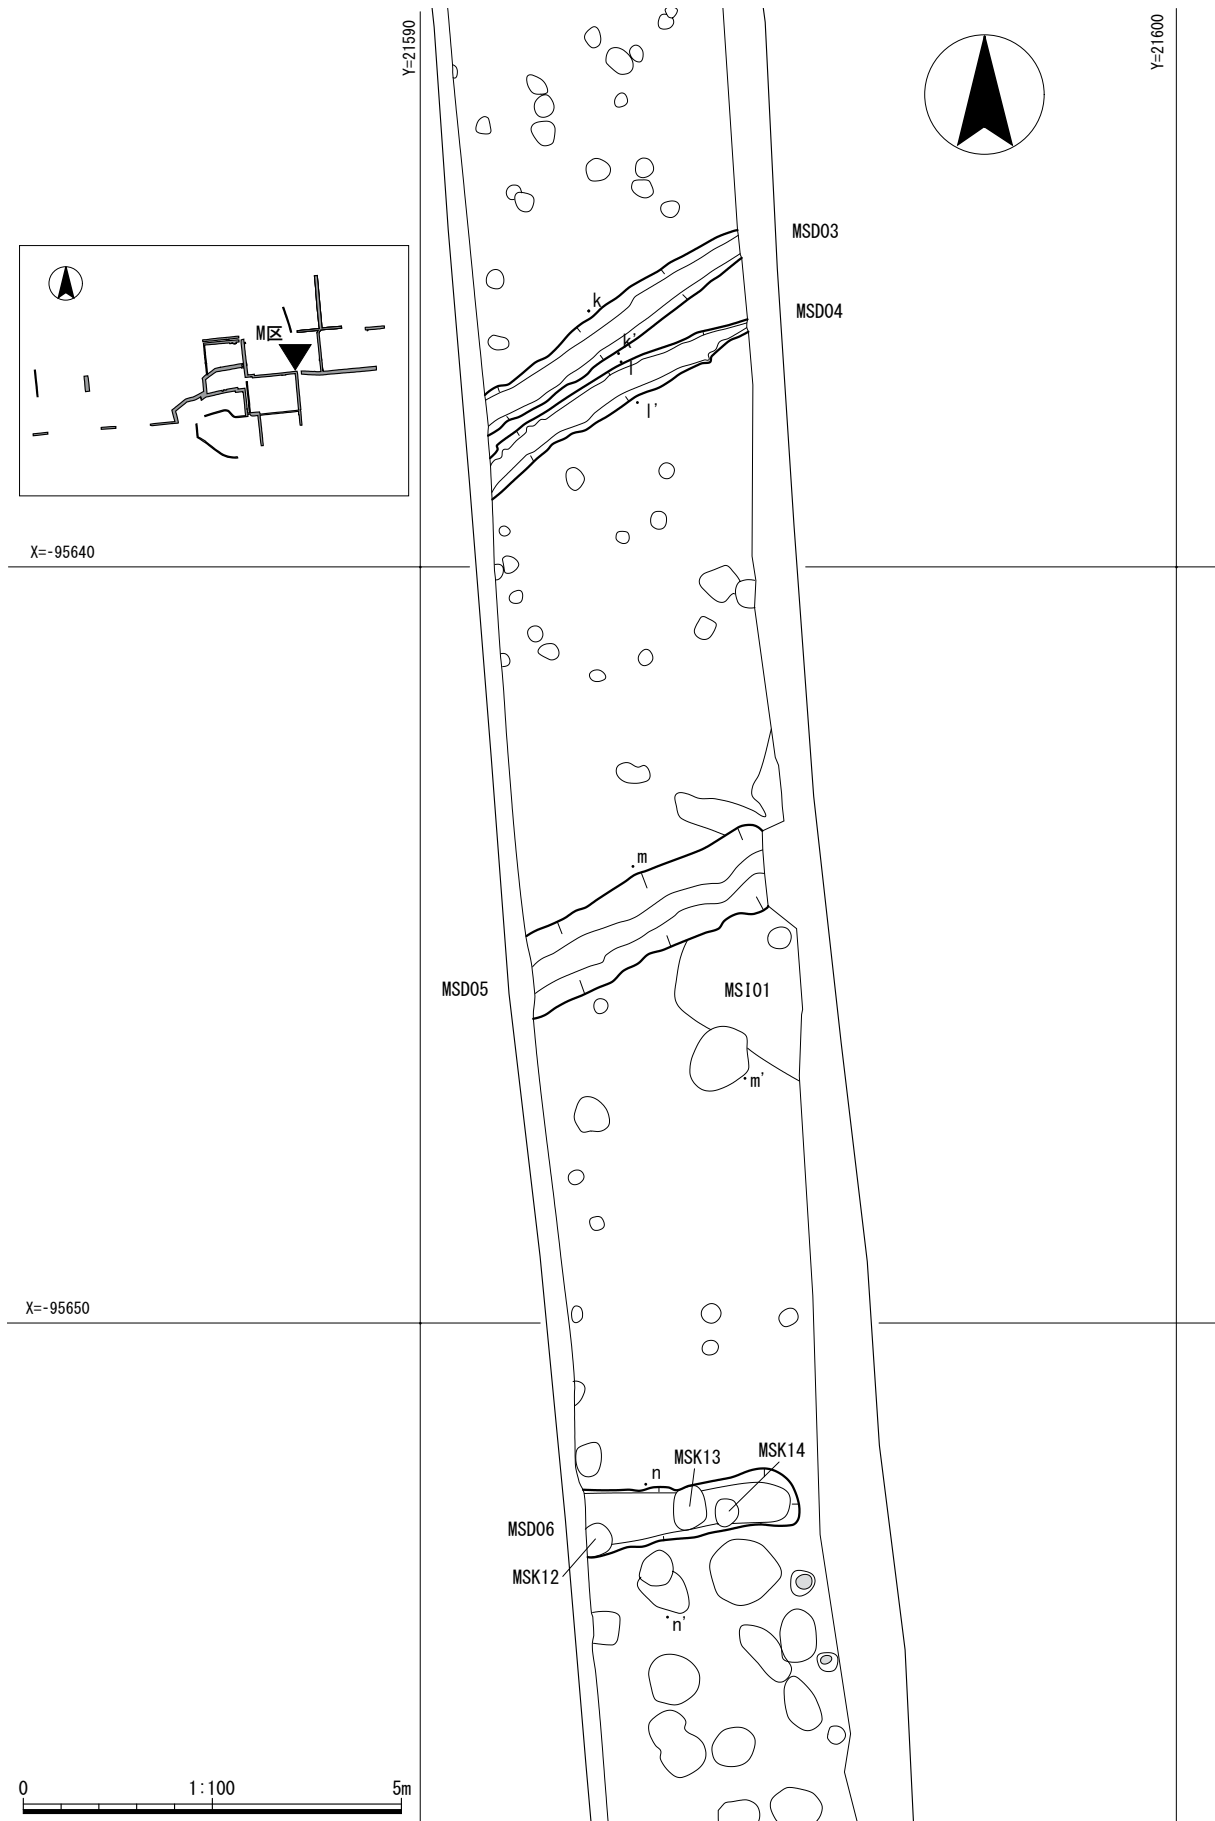 Y=21590
Y=21600
MSD03
k
MSD04
M区
k'
l
l'
X=-95640
m
MSD05
MSI01
m'
X=-95650
MSK14
MSK13
n
MSD06
MSK12
n'
0 1:100 5m